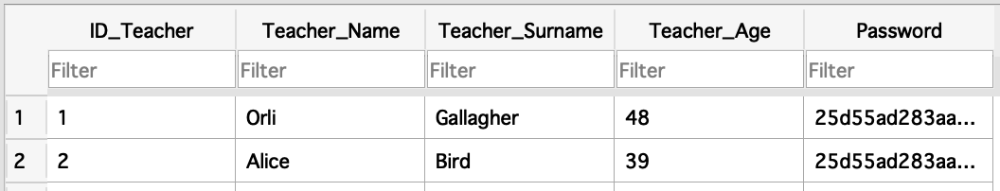 ID_Teacher Teacher_Name Teacher_Surname Teacher_Age Password
Filter Filter Filter Filter Filter
1 1 Orli Gallagher 48 25d55ad283aa...
2 2 Alice Bird 39 25d55ad283aa...